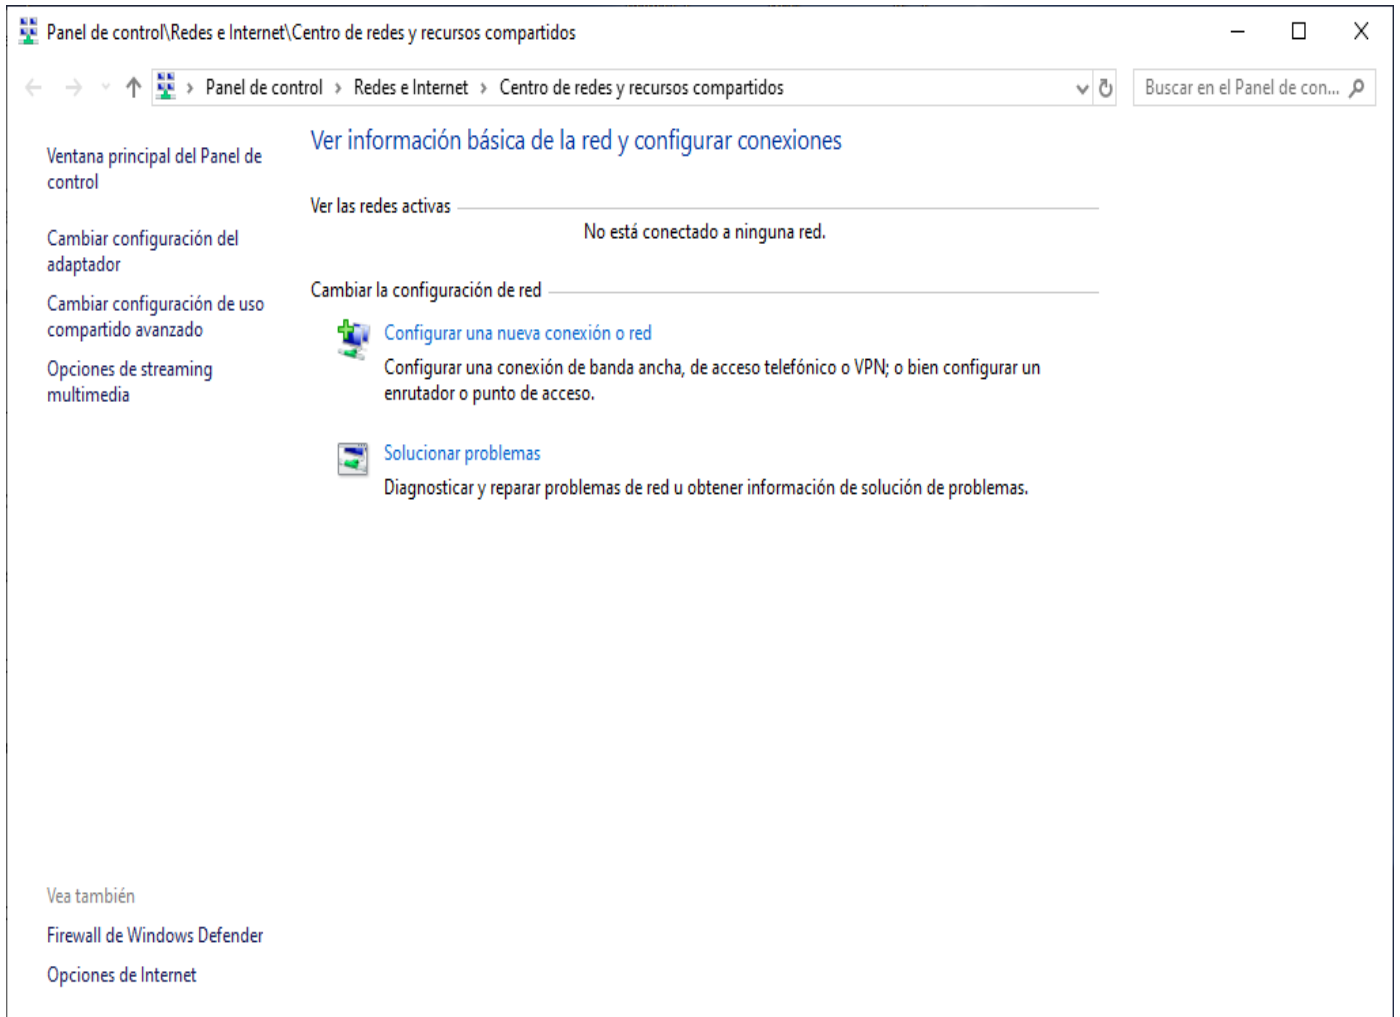 Panel de control\Redes e Internet\Centro de redes y recursos compartidos
Panel de control > Redes e Internet > Centro de redes y recursos compartidos
Buscar en el Panel de con...
Ventana principal del Panel de
control
Cambiar configuración del
adaptador
Cambiar configuración de uso
compartido avanzado
Opciones de streaming
multimedia
Ver información básica de la red y configurar conexiones
Ver las redes activas
No está conectado a ninguna red.
Cambiar la configuración de red
Configurar una nueva conexión o red
Configurar una conexión de banda ancha, de acceso telefónico o VPN; o bien configurar un
enrutador o punto de acceso.
Solucionar problemas
Diagnosticar y reparar problemas de red u obtener información de solución de problemas.
Vea también
Firewall de Windows Defender
Opciones de Internet